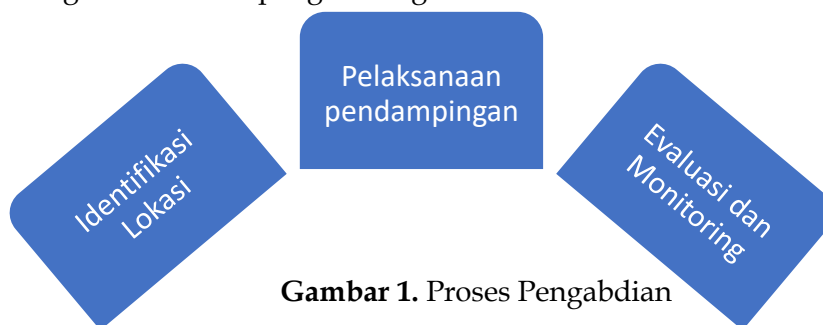 Identifikasi
Lokasi
Pelaksanaan
pendampingan
Evaluasi dan
Monitoring
Gambar 1. Proses Pengabdian